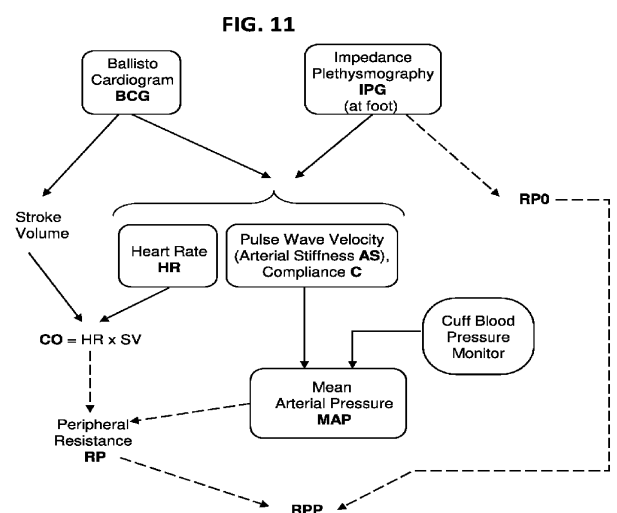 FIG. 11
Ballisto
Cardiogram
BCG
Impedance
Plethysmography
IPG
(at foot)
RP0
Stroke
Volume
Heart Rate
HR
Pulse Wave Velocity
(Arterial Stiffness AS),
Compliance C
CO = HR x SV
Cuff Blood
Pressure
Monitor
Mean
Arterial Pressure
MAP
Peripheral
Resistance
RP
RPP